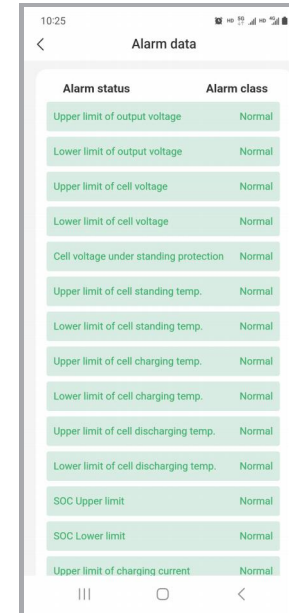 10:25
Alarm data
Alarm status Alarm class
Upper limit of output voltage Normal
Lower limit of output voltage Normal
Upper limit of cell voltage Normal
Lower limit of cell voltage Normal
Cell voltage under standing protection Normal
Upper limit of cell standing temp. Normal
Lower limit of cell standing temp. Normal
Upper limit of cell charging temp. Normal
Lower limit of cell charging temp. Normal
Upper limit of cell discharging temp. Normal
Lower limit of cell discharging temp. Normal
SOC Upper limit Normal
SOC Lower limit Normal
Upper limit of charging current Normal